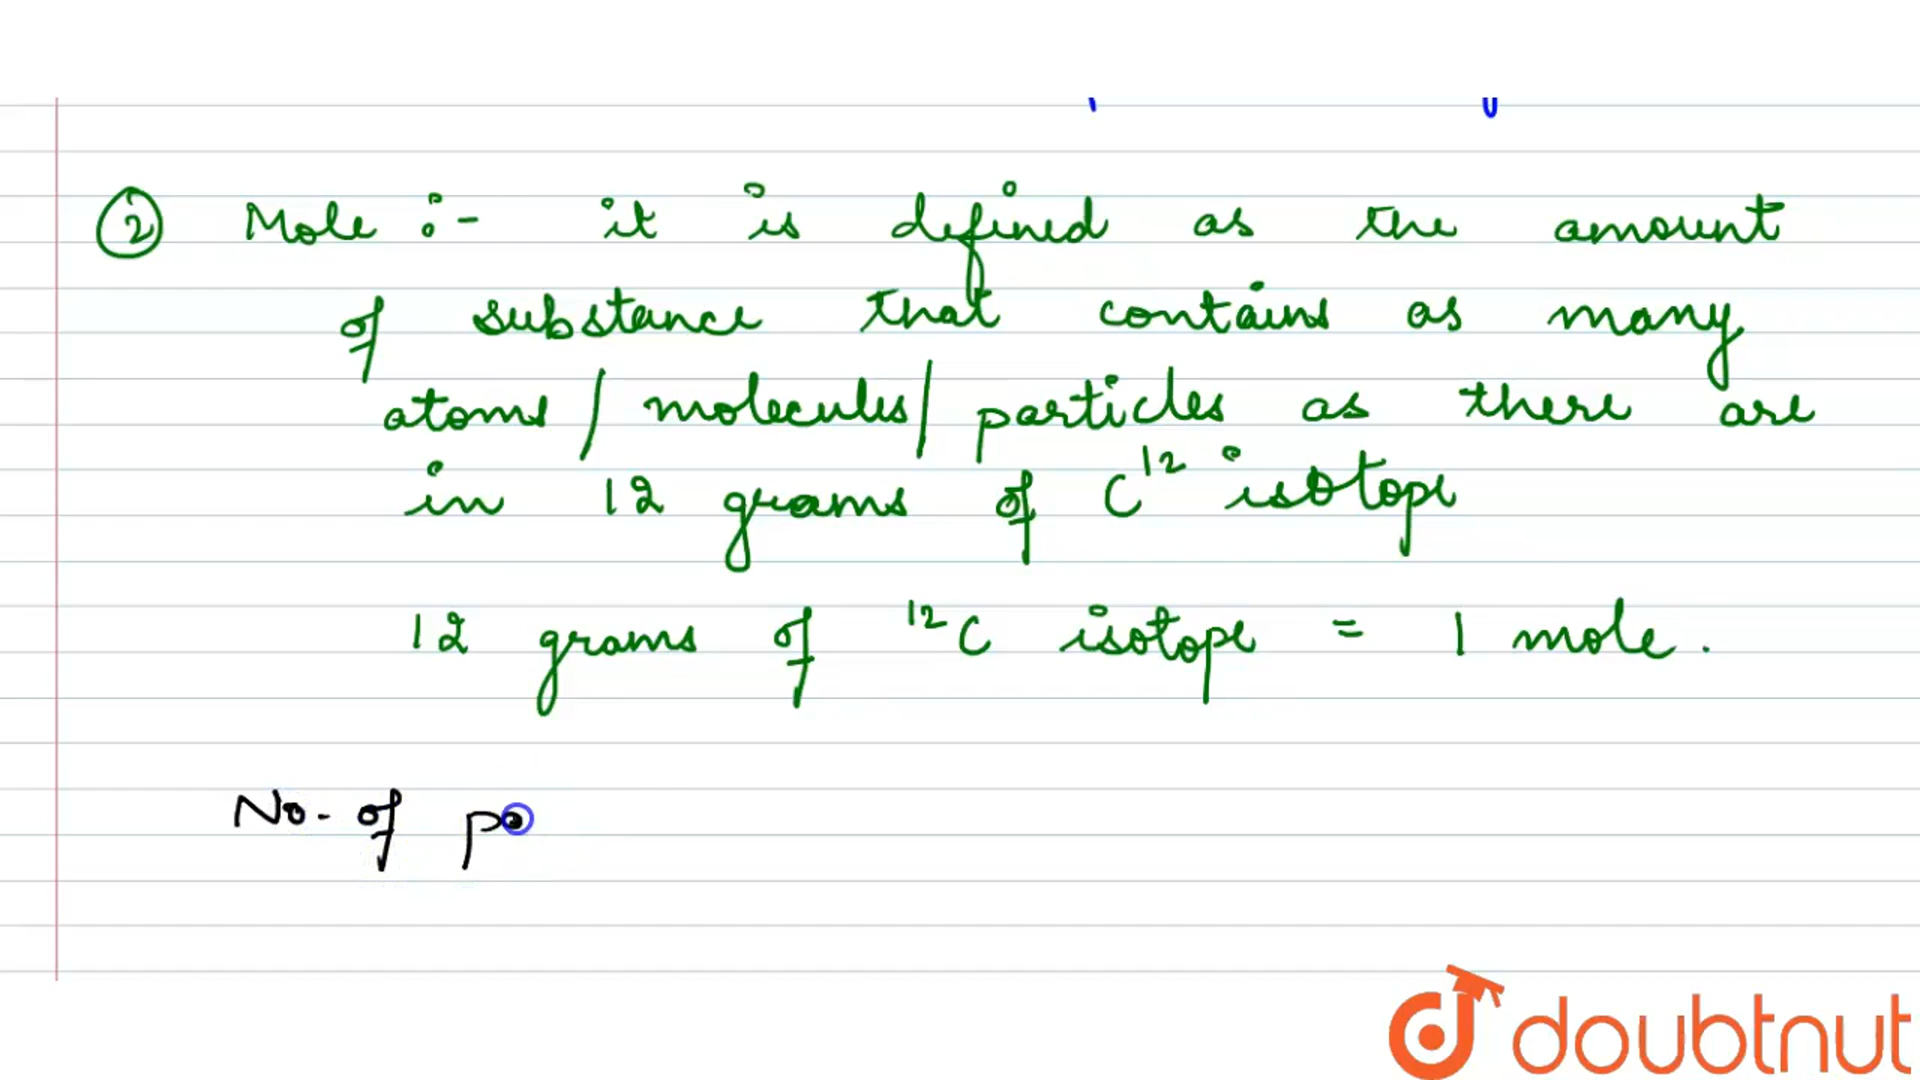 ② Mole :- it is defined as the amount
of substance that contains as many
atoms / molecules / particles as there are
in 12 grams of C¹² isotope
12 grams of ¹²C isotope = 1 mole.
No. of pa
doubtnut